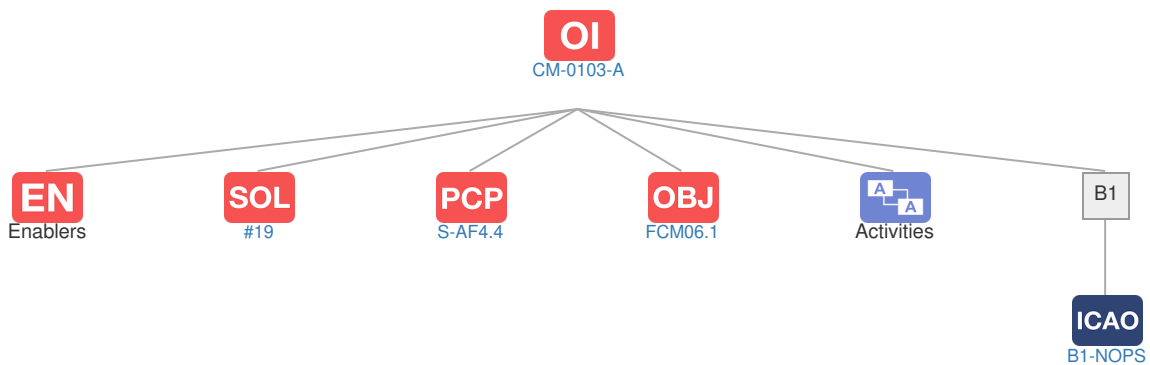 OI
CM-0103-A
EN
Enablers
SOL
#19
PCP
S-AF4.4
OBJ
FCM06.1
A
A
Activities
B1
ICAO
B1-NOPS